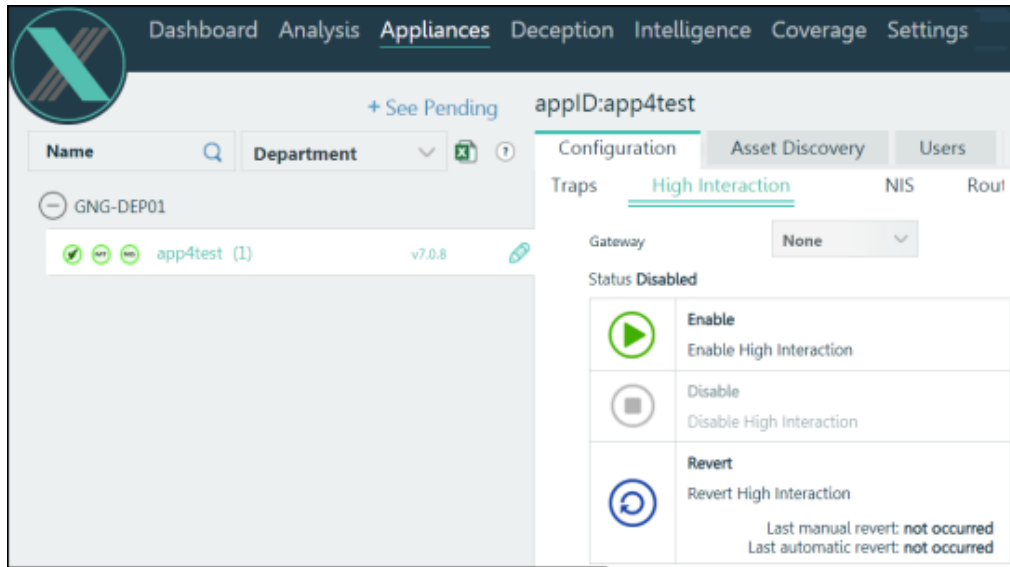 Dashboard Analysis Appliances Deception Intelligence Coverage Settings
+ See Pending
Name
Department
?
GNG-DEP01
app4test (1) v7.0.8
appID:app4test
Configuration Asset Discovery Users
Traps High Interaction NIS Rout
Gateway None
Status Disabled
Enable
Enable High Interaction
Disable
Disable High Interaction
Revert
Revert High Interaction
Last manual revert: not occurred
Last automatic revert: not occurred